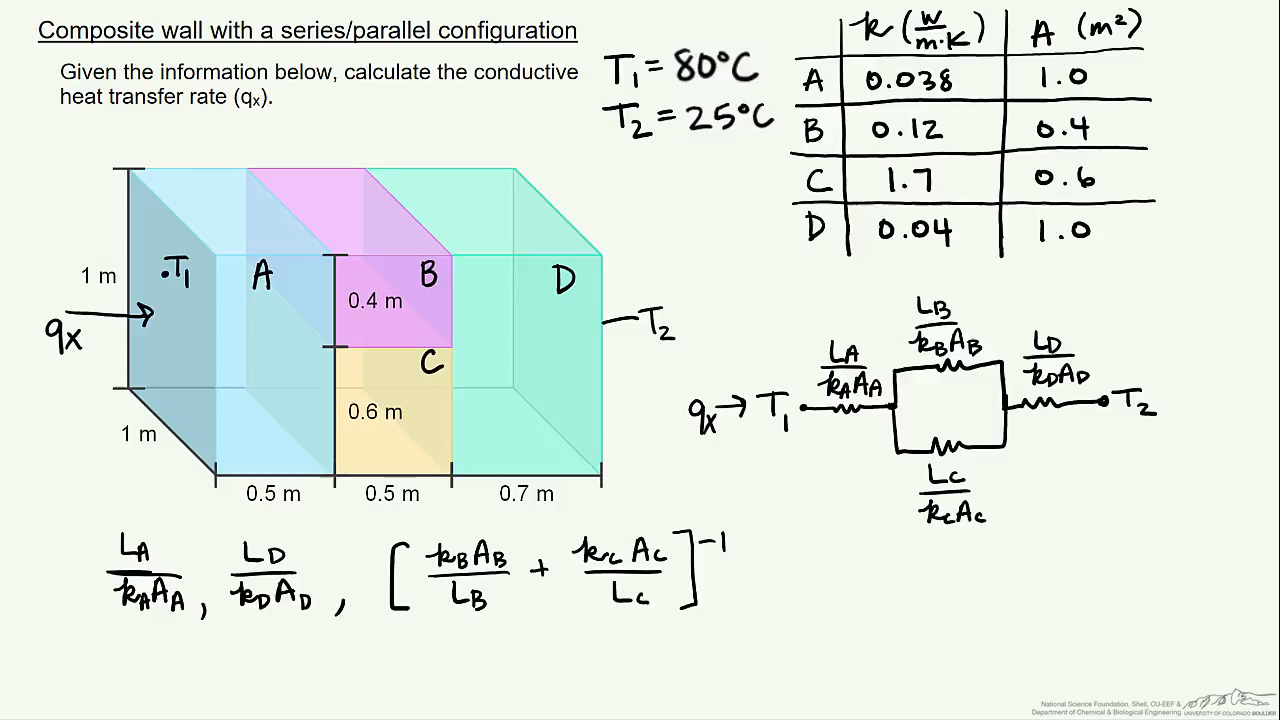 Composite wall with a series/parallel configuration
Given the information below, calculate the conductive
heat transfer rate (qx).
T1 = 80°C
T2 = 25°C
k (W/m·K) A (m²)
A 0.038 1.0
B 0.12 0.4
C 1.7 0.6
D 0.04 1.0
1 m
1 m
qx
·T1
A
B
0.4 m
C
0.6 m
D
T2
0.5 m 0.5 m 0.7 m
qx → T1
LA/kAAA
LB/kBAB
LC/kCAC
LD/kDAD
T2
LA/kAAA , LD/kDAD , [ kBAB/LB + kCAC/LC ]⁻¹
National Science Foundation, Shell, CU-EEF &
Department of Chemical & Biological Engineering
UNIVERSITY OF COLORADO BOULDER